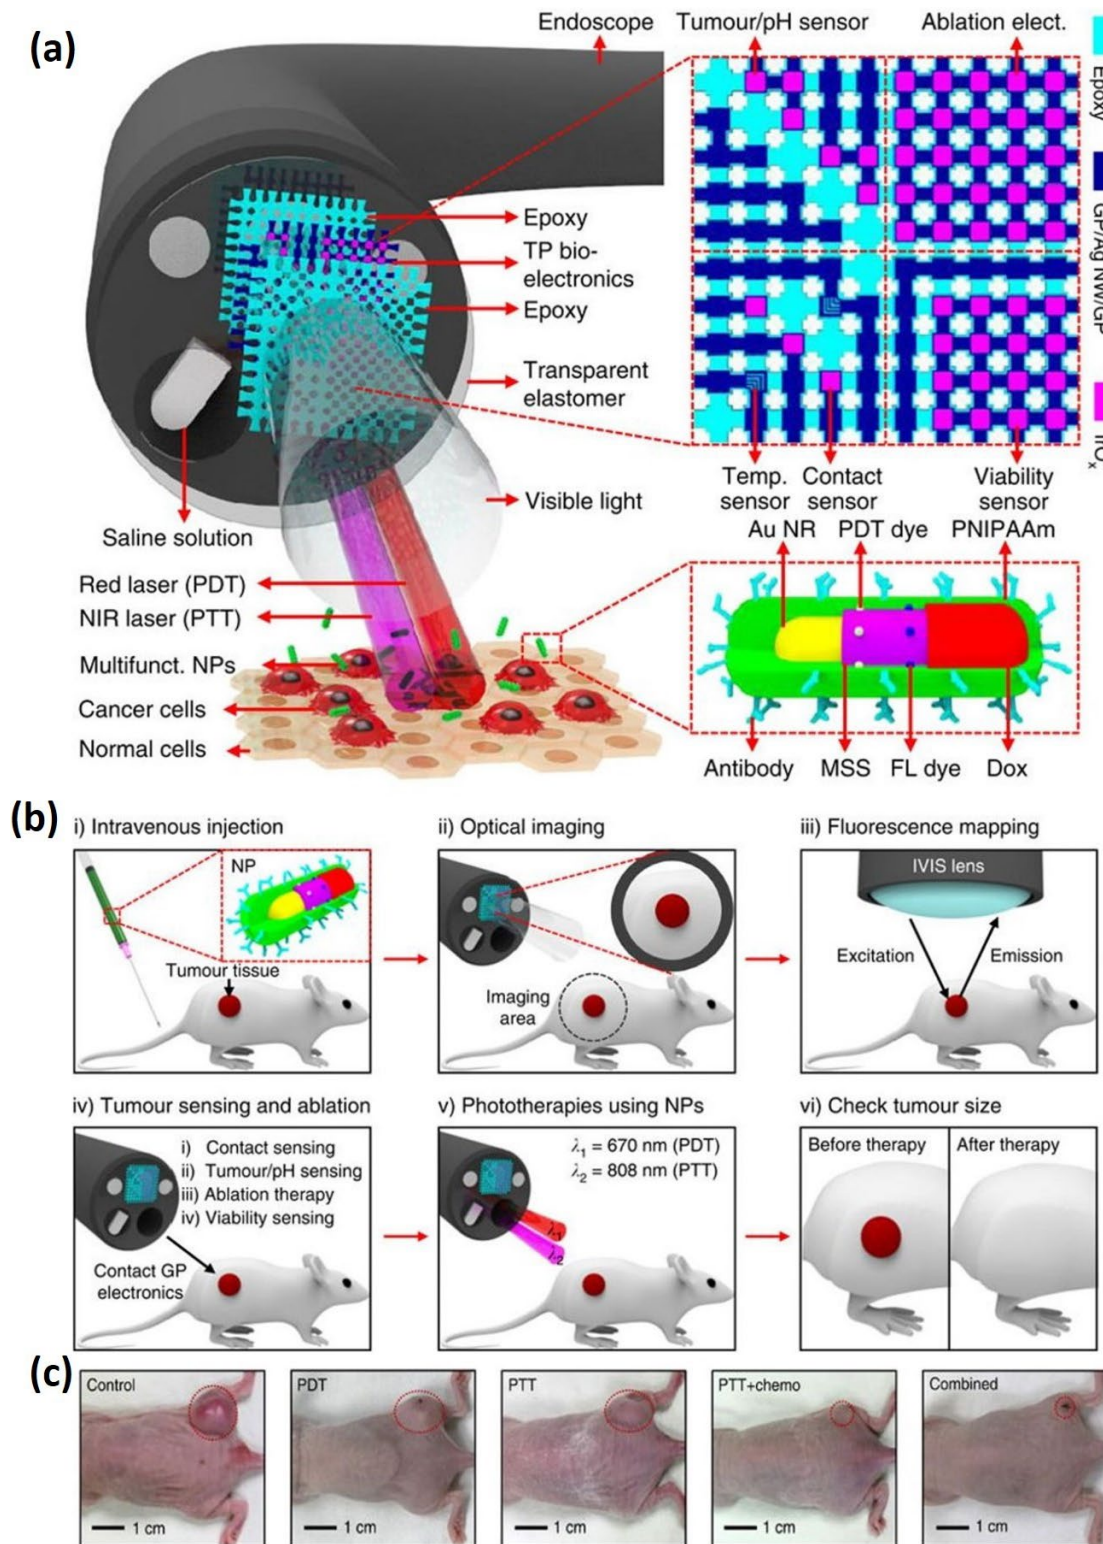 (a)
Endoscope
Tumour/pH sensor
Ablation elect.
Epoxy
GP/Ag NW/GP
IrOx
Epoxy
TP bio-
electronics
Epoxy
Transparent
elastomer
Visible light
Temp.
sensor
Contact
sensor
Viability
sensor
Saline solution
Red laser (PDT)
NIR laser (PTT)
Multifunct. NPs
Cancer cells
Normal cells
Au NR
PDT dye
PNIPAAm
Antibody
MSS
FL dye
Dox
(b)
i) Intravenous injection
NP
Tumour tissue
ii) Optical imaging
Imaging
area
iii) Fluorescence mapping
IVIS lens
Excitation
Emission
iv) Tumour sensing and ablation
i) Contact sensing
ii) Tumour/pH sensing
iii) Ablation therapy
iv) Viability sensing
Contact GP
electronics
v) Phototherapies using NPs
λ1 = 670 nm (PDT)
λ2 = 808 nm (PTT)
λ1
λ2
vi) Check tumour size
Before therapy
After therapy
(c)
Control
1 cm
PDT
1 cm
PTT
1 cm
PTT+chemo
1 cm
Combined
1 cm